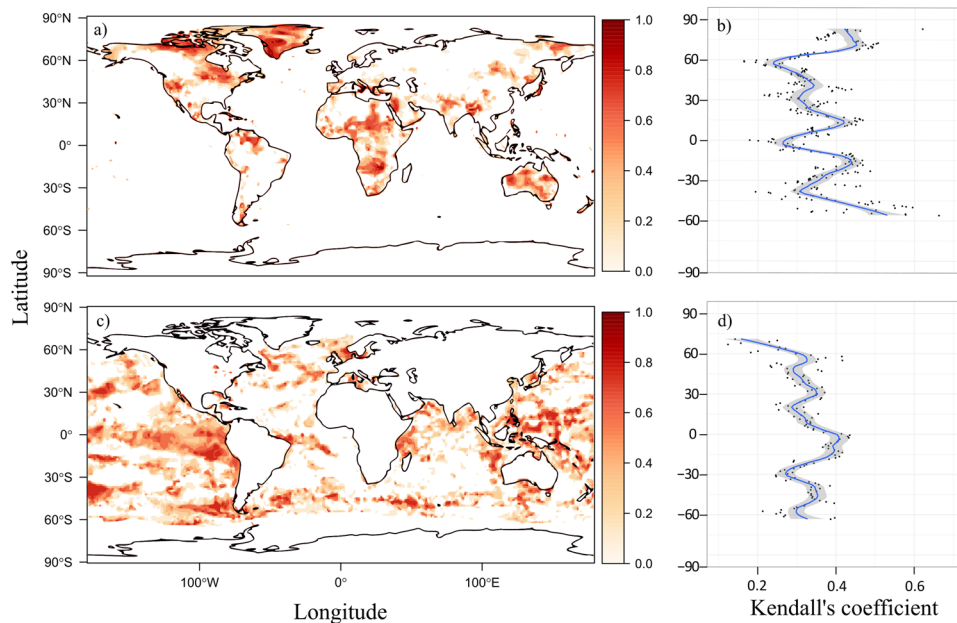 a)
90°N
60°N
30°N
0°
30°S
60°S
90°S
1.0
0.8
0.6
0.4
0.2
0.0
b)
90
60
30
0
−30
−60
−90
Latitude
c)
90°N
60°N
30°N
0°
30°S
60°S
90°S
100°W
0°
100°E
Longitude
1.0
0.8
0.6
0.4
0.2
0.0
d)
90
60
30
0
−30
−60
−90
0.2
0.4
0.6
Kendall's coefficient